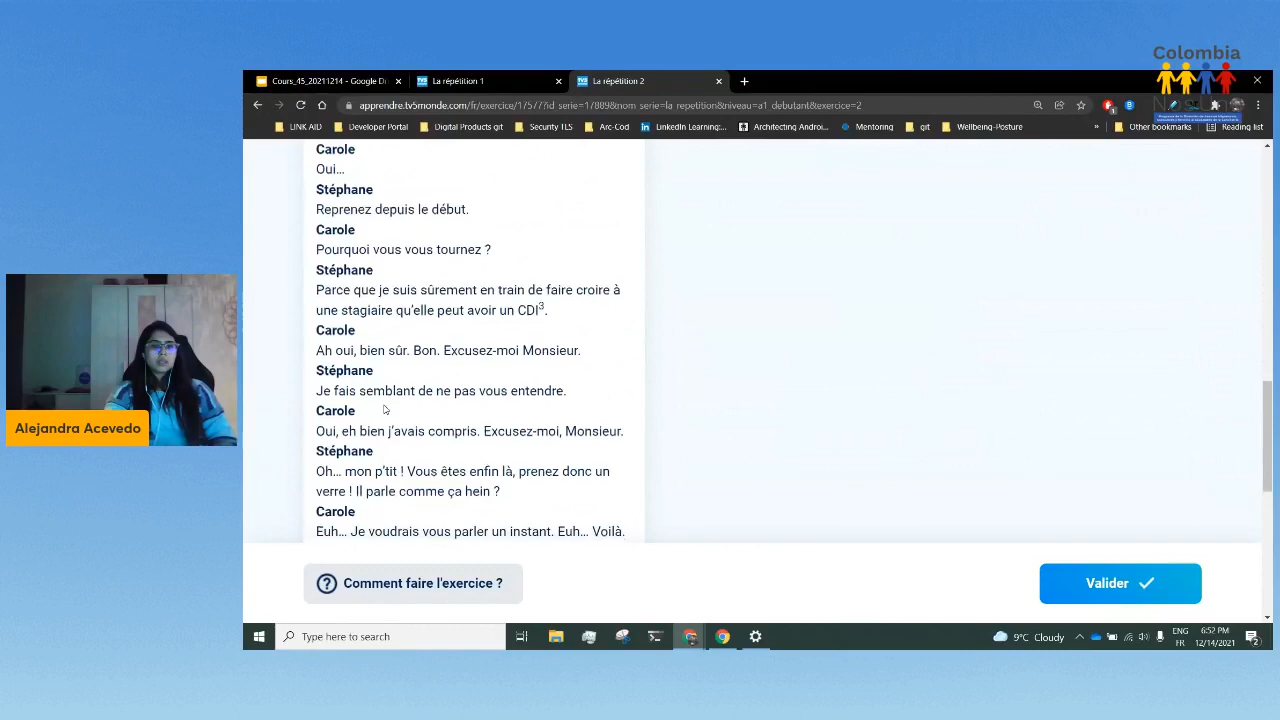 Colombia
Cours_45_20211214 - Google D
La répétition 1
La répétition 2
apprendre.tv5monde.com/fr/exercice/17577?id_serie=17889&nom_serie=la_repetition&niveau=a1_debutant&exercice=2
LINK AID
Developer Portal
Digital Products git
Security TLS
Arc-Cod
LinkedIn Learning:...
Architecting Androi...
Mentoring
git
Wellbeing-Posture
»
Other bookmarks
Reading list
Carole
Oui…
Stéphane
Reprenez depuis le début.
Carole
Pourquoi vous vous tournez ?
Stéphane
Parce que je suis sûrement en train de faire croire à
une stagiaire qu’elle peut avoir un CDI3.
Carole
Ah oui, bien sûr. Bon. Excusez-moi Monsieur.
Stéphane
Je fais semblant de ne pas vous entendre.
Carole
Oui, eh bien j’avais compris. Excusez-moi, Monsieur.
Stéphane
Oh… mon p’tit ! Vous êtes enfin là, prenez donc un
verre ! Il parle comme ça hein ?
Carole
Euh… Je voudrais vous parler un instant. Euh… Voilà.
Alejandra Acevedo
Comment faire l'exercice ?
Valider
Type here to search
9°C Cloudy
ENG
FR
6:52 PM
12/14/2021